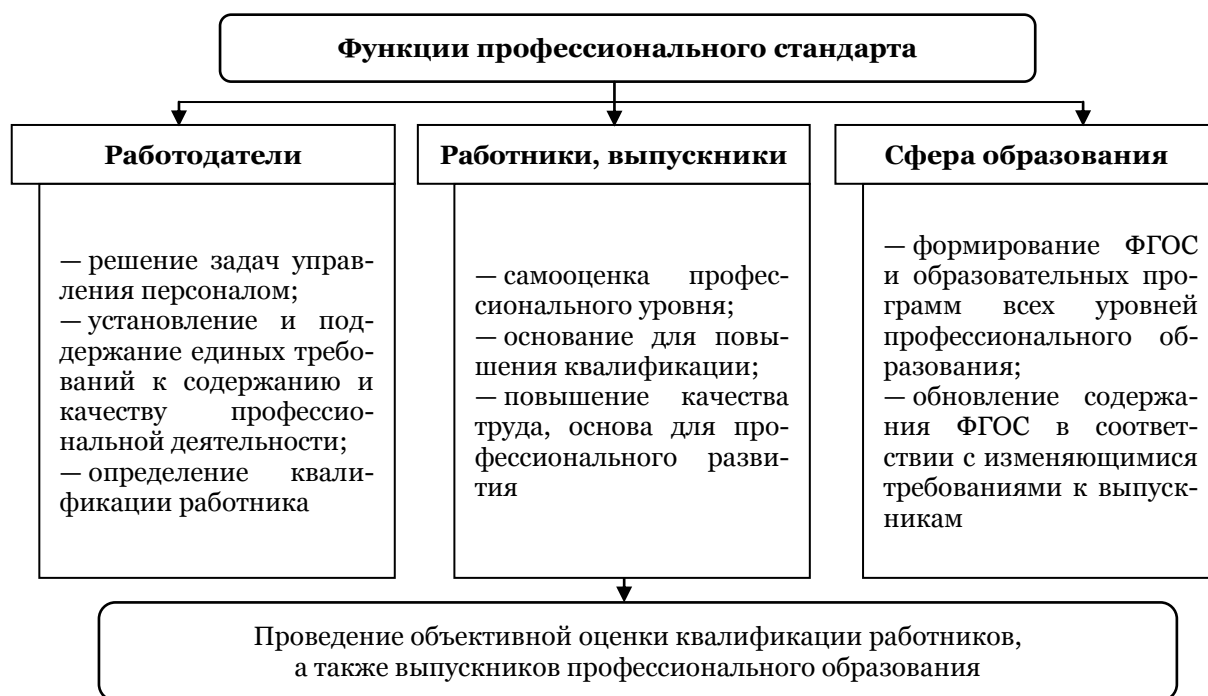 Функции профессионального стандарта
Работодатели
— решение задач управ-
ления персоналом;
— установление и под-
держание единых требо-
ваний к содержанию и
качеству профессио-
нальной деятельности;
— определение квали-
фикации работника
Работники, выпускники
— самооценка профес-
сионального уровня;
— основание для повы-
шения квалификации;
— повышение качества
труда, основа для про-
фессионального разви-
тия
Сфера образования
— формирование ФГОС
и образовательных про-
грамм всех уровней
профессионального об-
разования;
— обновление содержа-
ния ФГОС в соответ-
ствии с изменяющимися
требованиями к выпуск-
никам
Проведение объективной оценки квалификации работников,
а также выпускников профессионального образования